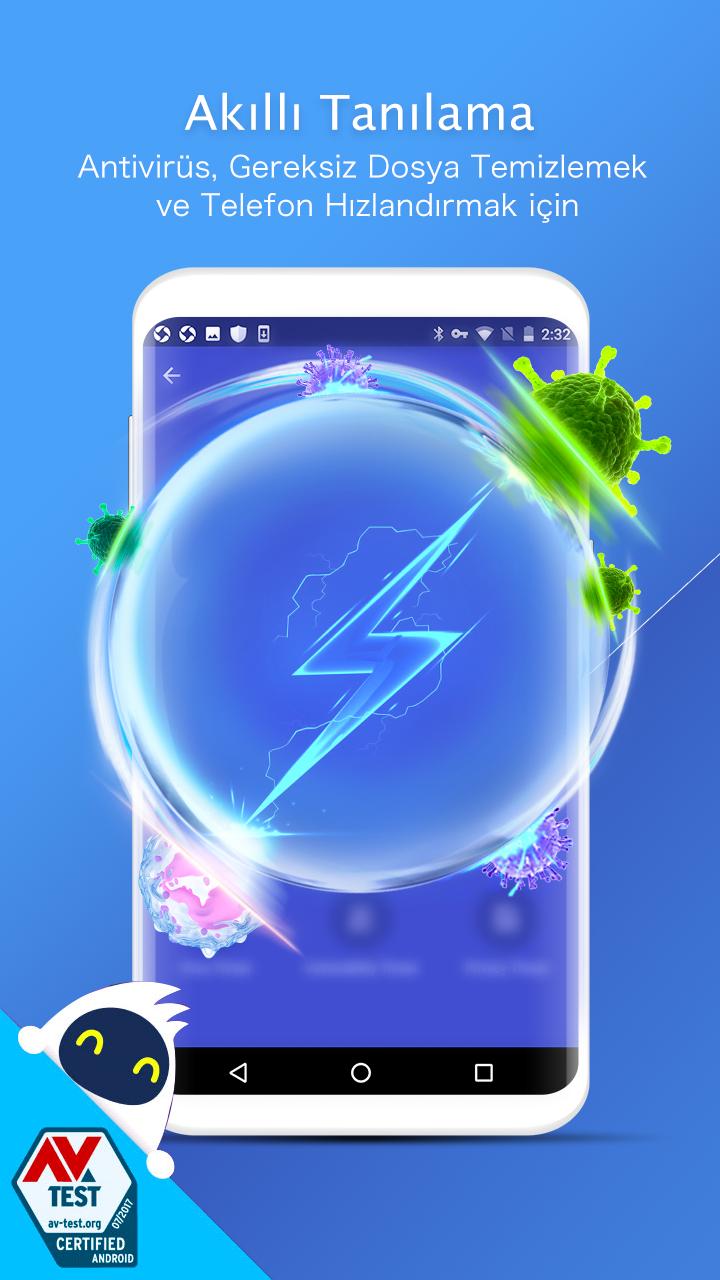 Akıllı Tanılama
Antivirüs, Gereksiz Dosya Temizlemek
ve Telefon Hızlandırmak için
2:32
AV
TEST
av-test.org
07/2017
CERTIFIED
ANDROID